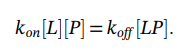 k_on[L][P] = k_off[LP].